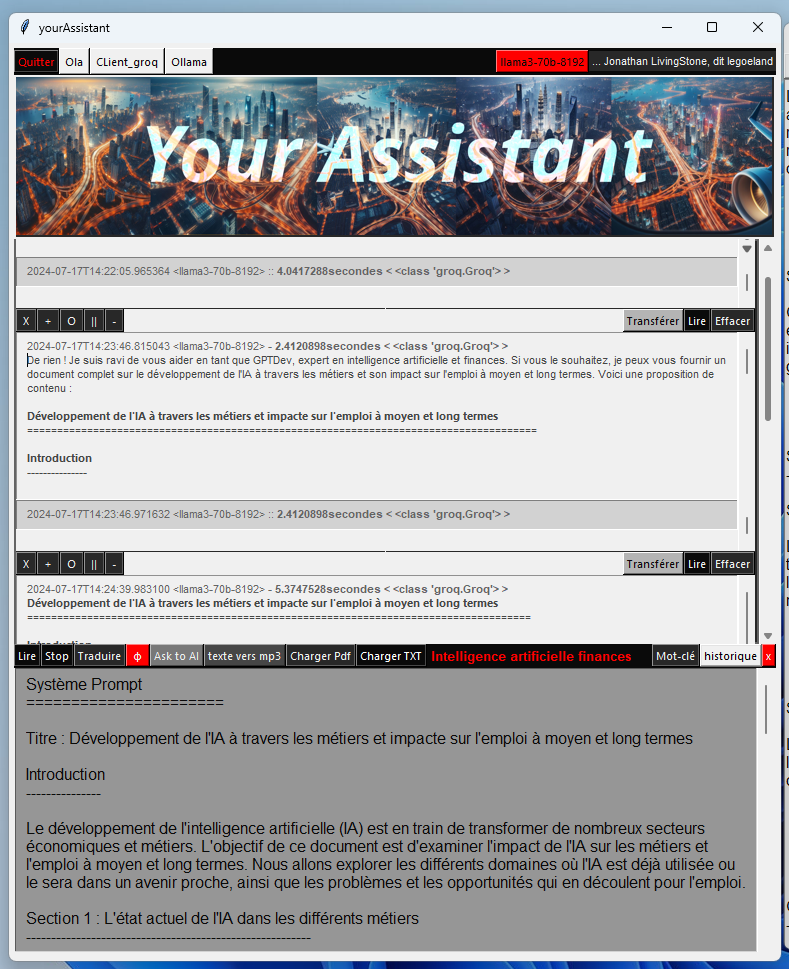 yourAssistant
Quitter Ola CLient_groq Ollama llama3-70b-8192 ... Jonathan LivingStone, dit legoeland
Your Assistant
2024-07-17T14:22:05.965364 <llama3-70b-8192> :: 4.0417288secondes < <class 'groq.Groq'> >
X + O || - Transférer Lire Effacer
2024-07-17T14:23:46.815043 <llama3-70b-8192> - 2.4120898secondes < <class 'groq.Groq'> >
De rien ! Je suis ravi de vous aider en tant que GPTDev, expert en intelligence artificielle et finances. Si vous le souhaitez, je peux vous fournir un
document complet sur le développement de l'IA à travers les métiers et son impact sur l'emploi à moyen et long termes. Voici une proposition de
contenu :
Développement de l'IA à travers les métiers et impacte sur l'emploi à moyen et long termes
=====================================================================================
Introduction
---------------
2024-07-17T14:23:46.971632 <llama3-70b-8192> :: 2.4120898secondes < <class 'groq.Groq'> >
X + O || - Transférer Lire Effacer
2024-07-17T14:24:39.983100 <llama3-70b-8192> - 5.3747528secondes < <class 'groq.Groq'> >
Développement de l'IA à travers les métiers et impacte sur l'emploi à moyen et long termes
====================================================================================
Introduction
Lire Stop Traduire ф Ask to AI texte vers mp3 Charger Pdf Charger TXT Intelligence artificielle finances Mot-clé historique x
Système Prompt
======================
Titre : Développement de l'IA à travers les métiers et impacte sur l'emploi à moyen et long termes
Introduction
---------------
Le développement de l'intelligence artificielle (IA) est en train de transformer de nombreux secteurs
économiques et métiers. L'objectif de ce document est d'examiner l'impact de l'IA sur les métiers et
l'emploi à moyen et long termes. Nous allons explorer les différents domaines où l'IA est déjà utilisée ou
le sera dans un avenir proche, ainsi que les problèmes et les opportunités qui en découlent pour l'emploi.
Section 1 : L'état actuel de l'IA dans les différents métiers
---------------------------------------------------------